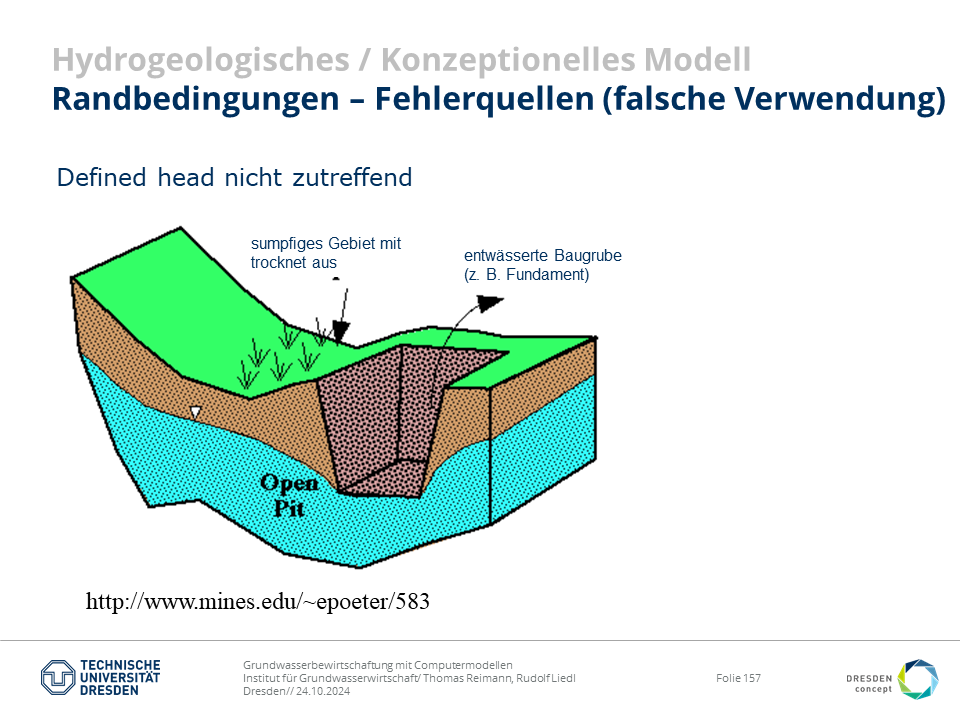 Hydrogeologisches / Konzeptionelles Modell
Randbedingungen – Fehlerquellen (falsche Verwendung)
Defined head nicht zutreffend
sumpfiges Gebiet mit
trocknet aus
entwässerte Baugrube
(z. B. Fundament)
Open
Pit
http://www.mines.edu/~epoeter/583
TECHNISCHE
UNIVERSITÄT
DRESDEN
Grundwasserbewirtschaftung mit Computermodellen
Institut für Grundwasserwirtschaft/ Thomas Reimann, Rudolf Liedl
Dresden// 24.10.2024
Folie 157
DRESDEN
concept